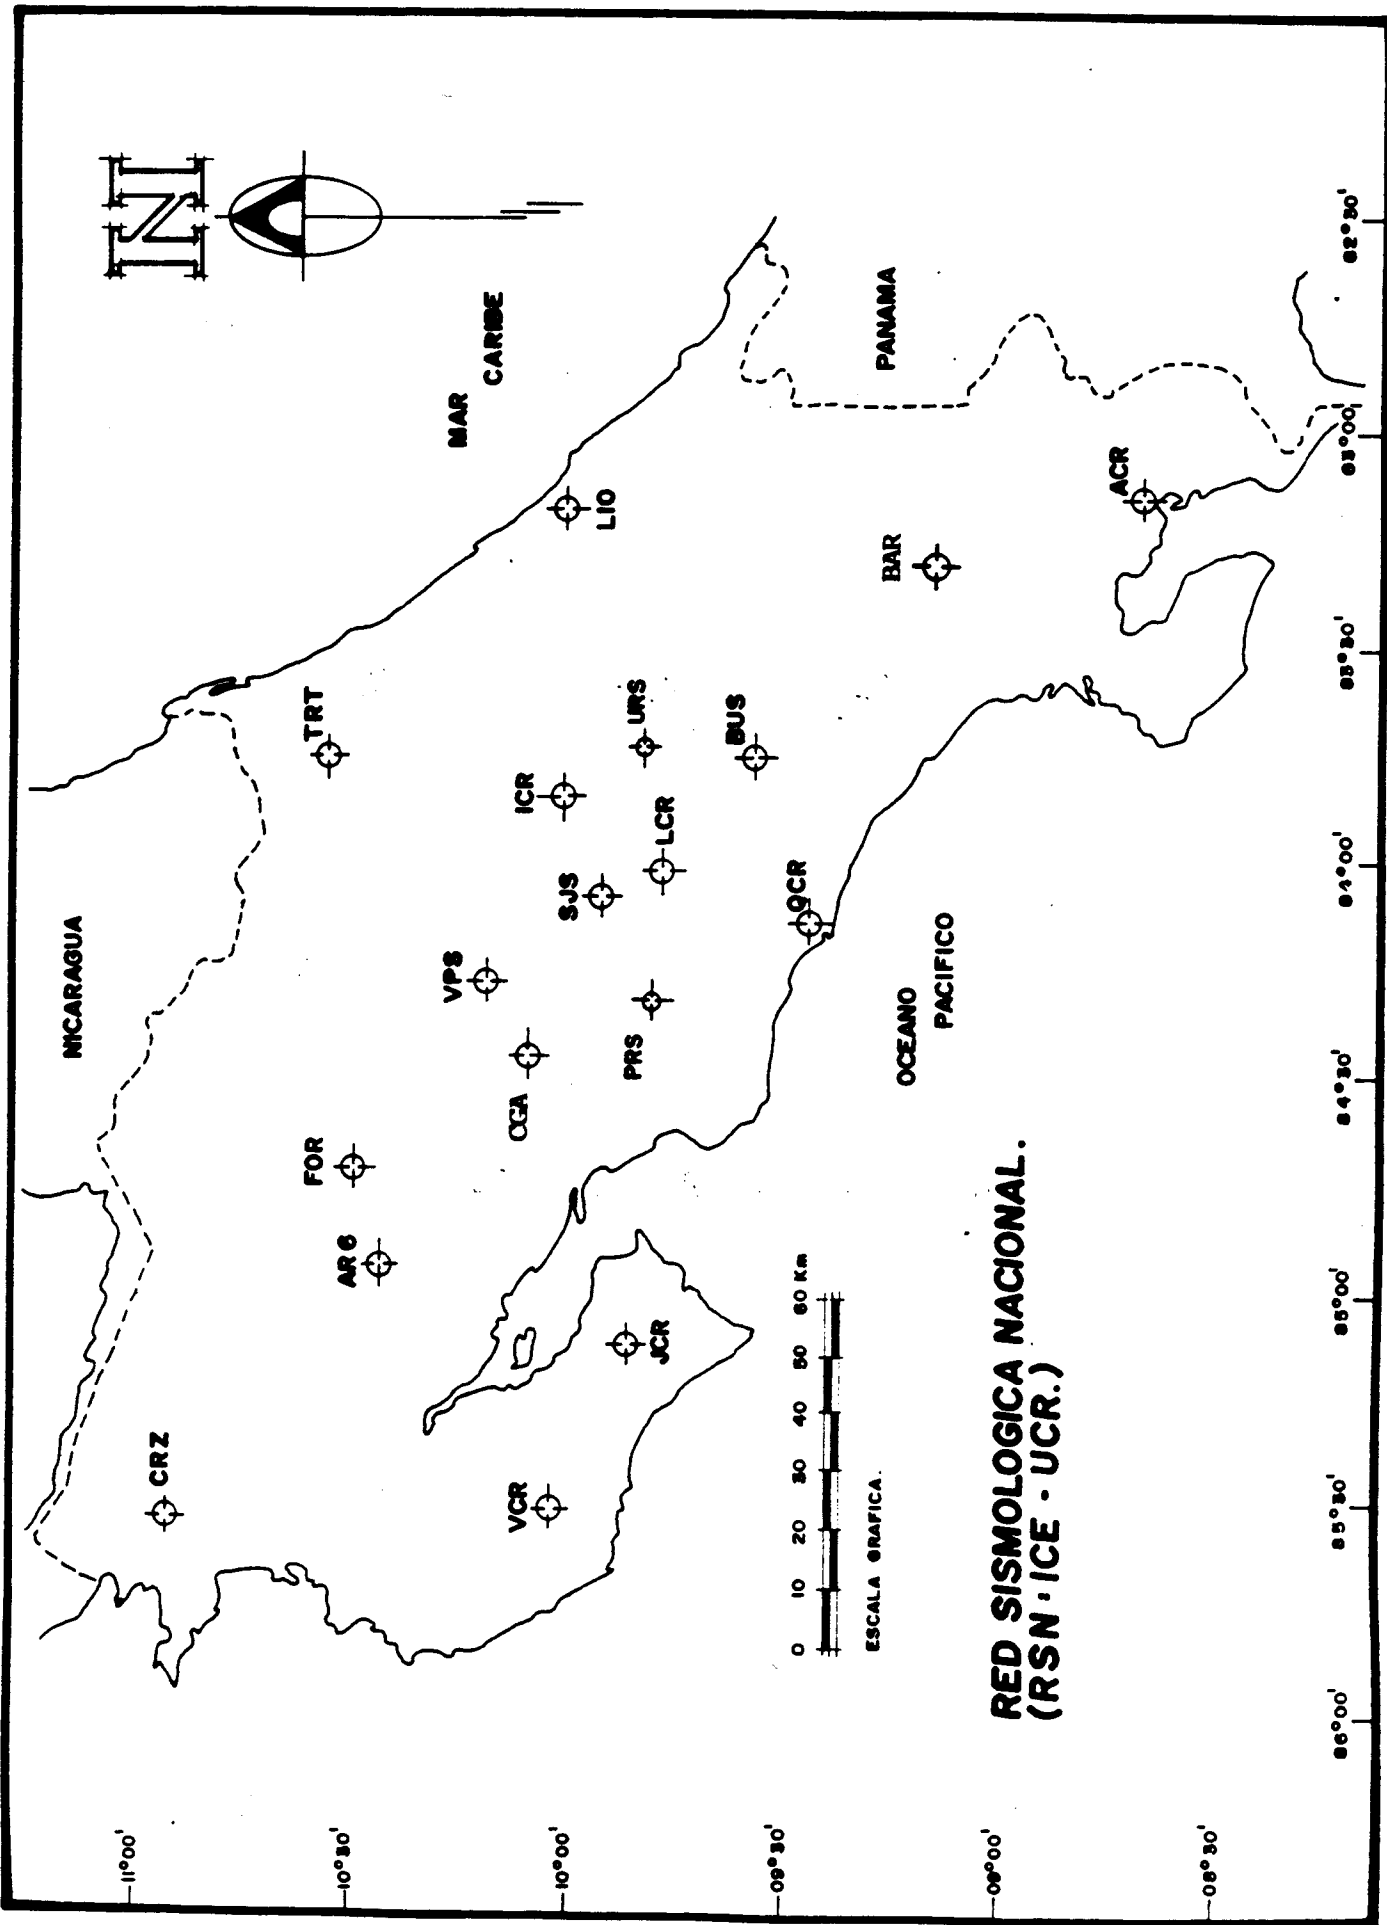 N
NICARAGUA
MAR
CARIBE
CRZ
ARG
FOR
TRT
VPS
CGA
ICR
SJS
LIO
VCR
JCR
PRS
LCR
URS
BUS
QCR
BAR
ACR
PANAMA
OCEANO
PACIFICO
0 10 20 30 40 50 60 Km
ESCALA GRAFICA.
RED SISMOLOGICA NACIONAL.
(RSN: ICE - UCR.)
11°00'
10°30'
10°00'
09°30'
09°00'
08°30'
86°00' 85°30' 85°00' 84°30' 84°00' 83°30' 83°00' 82°30'